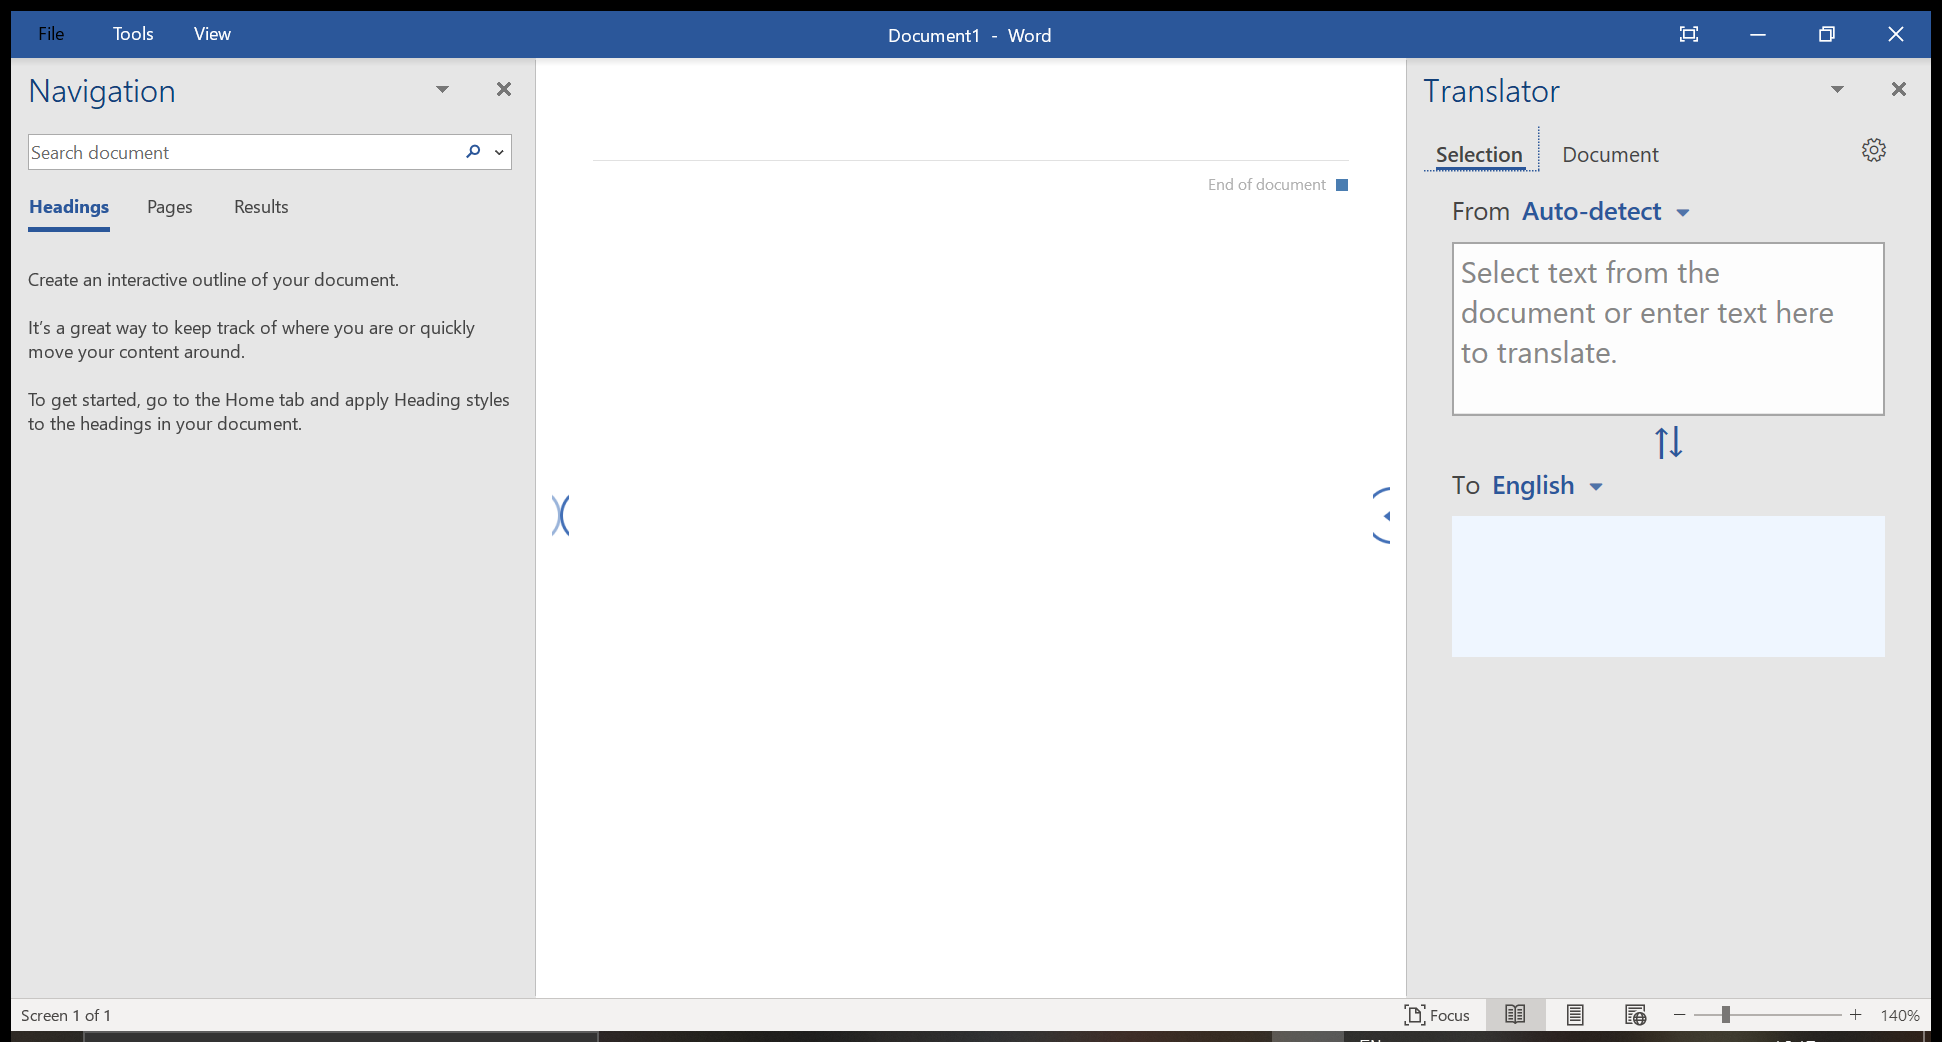 File Tools View Document1 - Word
Navigation
Search document
Headings Pages Results
Create an interactive outline of your document.
It's a great way to keep track of where you are or quickly
move your content around.
To get started, go to the Home tab and apply Heading styles
to the headings in your document.
End of document
Translator
Selection Document
From Auto-detect
Select text from the
document or enter text here
to translate.
To English
Screen 1 of 1 Focus 140%